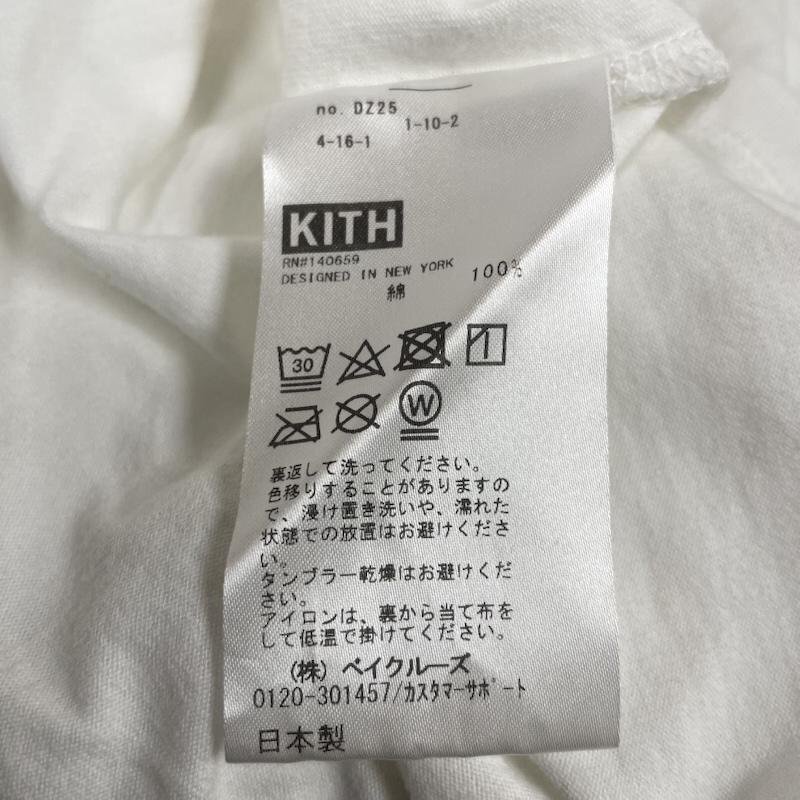 no. DZ25
4-16-1 1-10-2
KITH
RN#140659
DESIGNED IN NEW YORK
綿 100%
30
W
裏返して洗ってください。
色移りすることがありますの
で、浸け置き洗いや、濡れた
状態での放置はお避けくださ
い。
タンブラー乾燥はお避けくだ
さい。
アイロンは、裏から当て布を
して低温で掛けてください。
(株) ベイクルーズ
0120-301457/カスタマーサポート
日本製